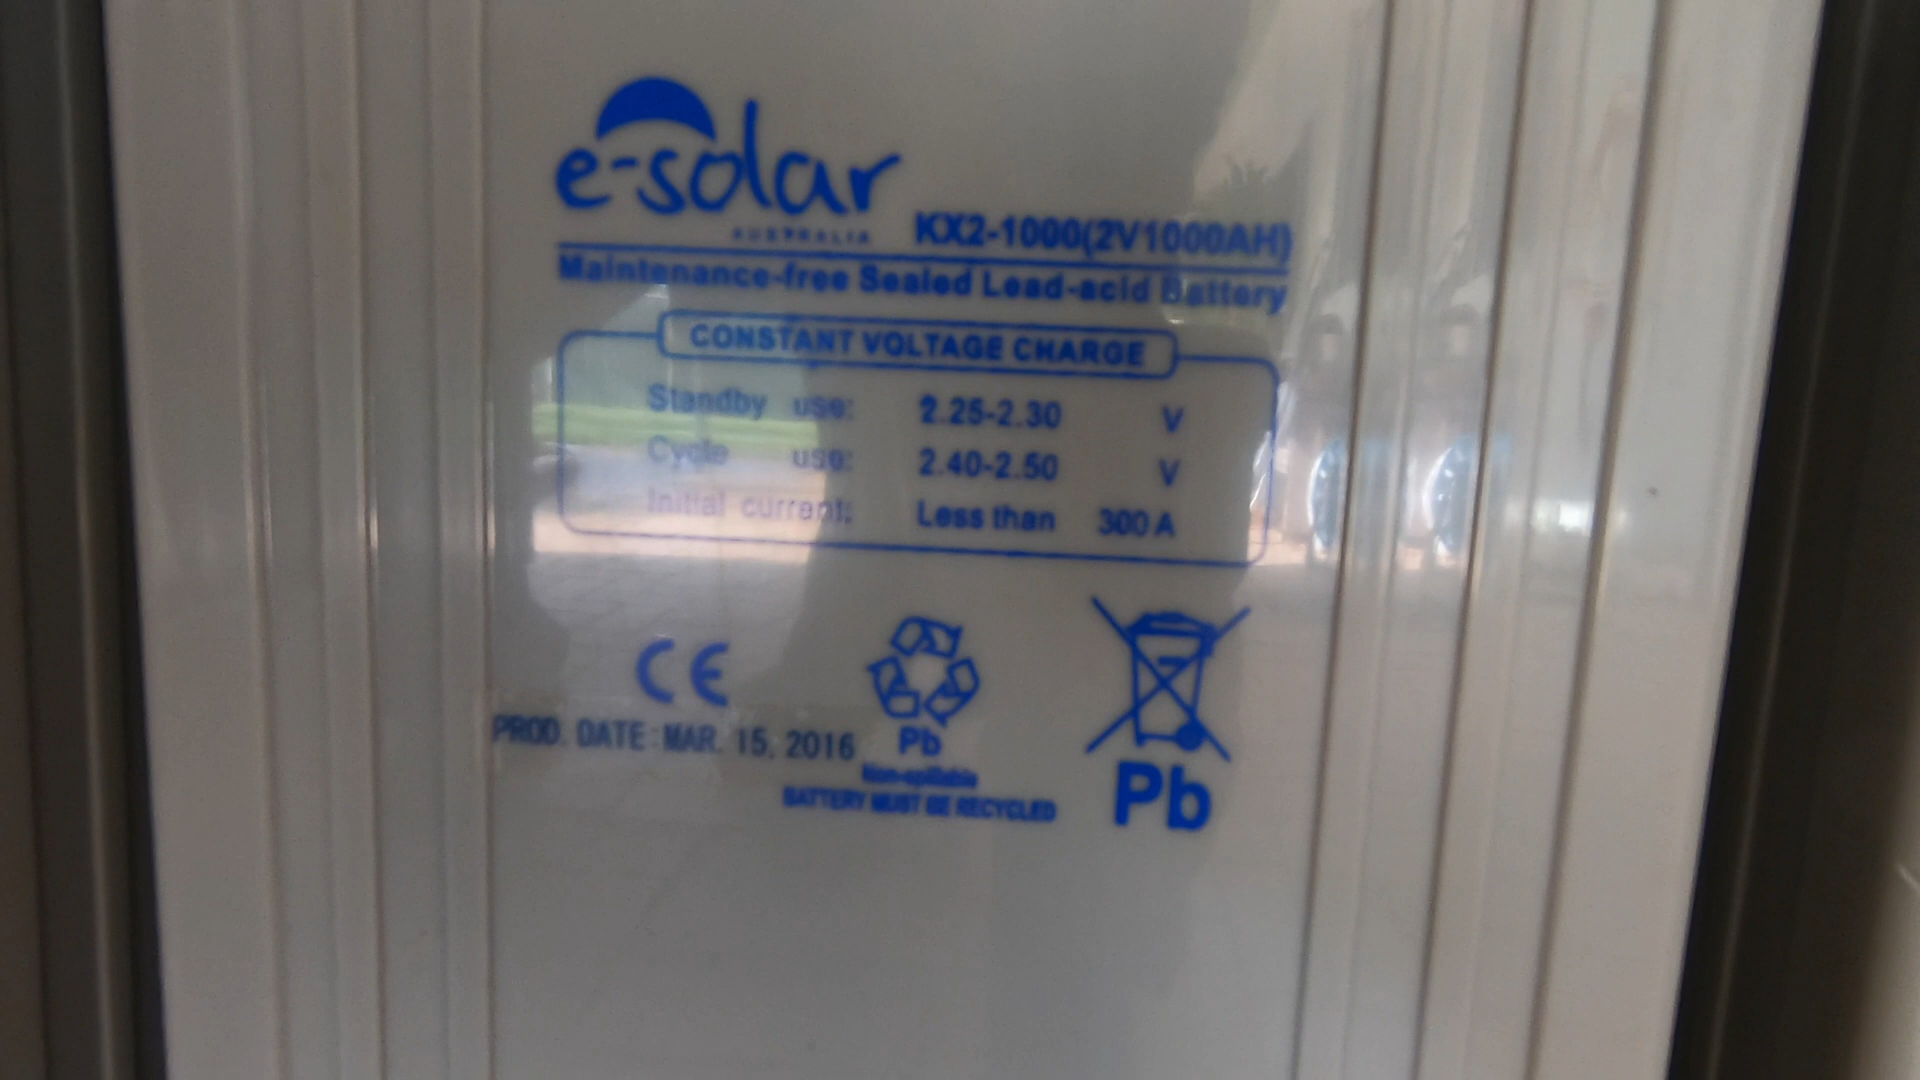 e-solar
AUSTRALIA
KX2-1000(2V1000AH)
Maintenance-free Sealed Lead-acid Battery
CONSTANT VOLTAGE CHARGE
Standby use: 2.25-2.30 V
Cycle use: 2.40-2.50 V
Initial current: Less than 300 A
CE
PROD. DATE: MAR. 15, 2016
Pb
Non-spillable
BATTERY MUST BE RECYCLED
Pb